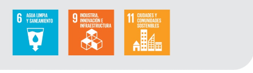 6 AGUA LIMPIA
Y SANEAMIENTO
9 INDUSTRIA,
INNOVACIÓN E
INFRAESTRUCTURA
11 CIUDADES Y
COMUNIDADES
SOSTENIBLES